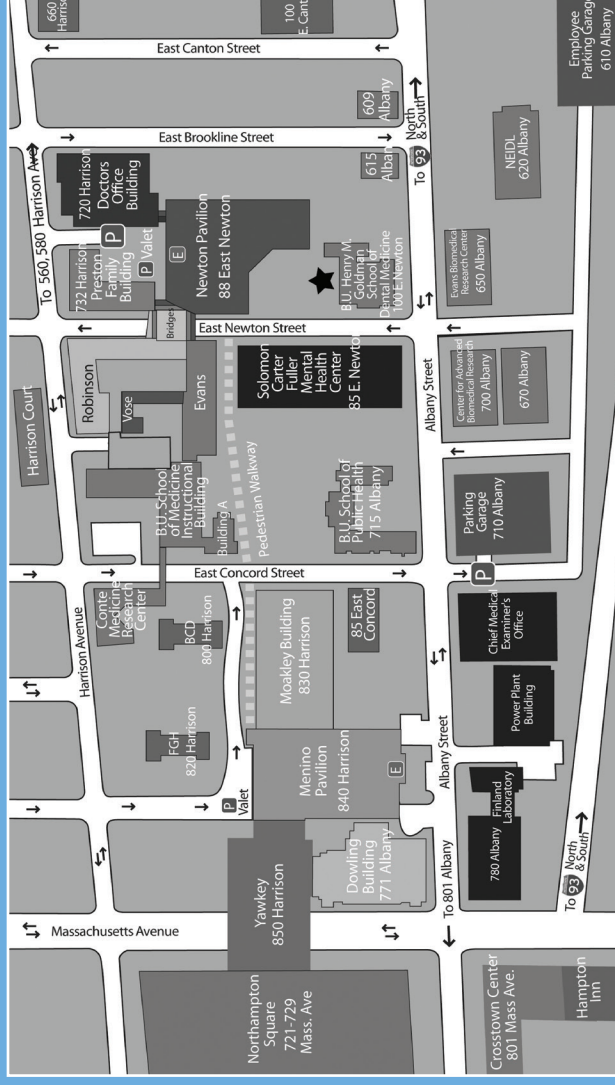 660
Harriso
100
E. Cant
East Canton Street
Employee
Parking Garag
610 Albany
609
Albany
East Brookline Street
615
Alban
To 93 North
& South
NEIDL
620 Albany
To 560,580 Harrison Ave
720 Harrison
Doctors
Office
Building
P
P Valet
E
732 Harrison
Preston
Family
Building
Newton Pavilion
88 East Newton
B.U. Henry M.
Goldman
School of
Dental Medicine
100 E. Newton
Evans Biomedical
Research Center
650 Albany
Bridges
East Newton Street
Harrison Court
Robinson
Vose
Evans
Solomon
Carter
Fuller
Mental
Health
Center
85 E. Newton
Albany Street
Center for Advanced
Biomedical Research
700 Albany
670 Albany
B.U. School
of Medicine
Instructional
Building
Building A
Pedestrian Walkway
B.U. School of
Public Health
715 Albany
Parking
Garage
710 Albany
P
East Concord Street
Harrison Avenue
Conte
Medicine
Research
Center
BCD
800 Harrison
Moakley Building
830 Harrison
85 East
Concord
Chief Medical
Examiner's
Office
Power Plant
Building
FGH
820 Harrison
P
Valet
Menino
Pavilion
840 Harrison
E
Albany Street
Finland
Laboratory
780 Albany
Yawkey
850 Harrison
Dowling
Building
771 Albany
To 801 Albany
To 93 North
& South
Massachusetts Avenue
Northampton
Square
721-729
Mass. Ave
Crosstown Center
801 Mass Ave.
Hampton
Inn